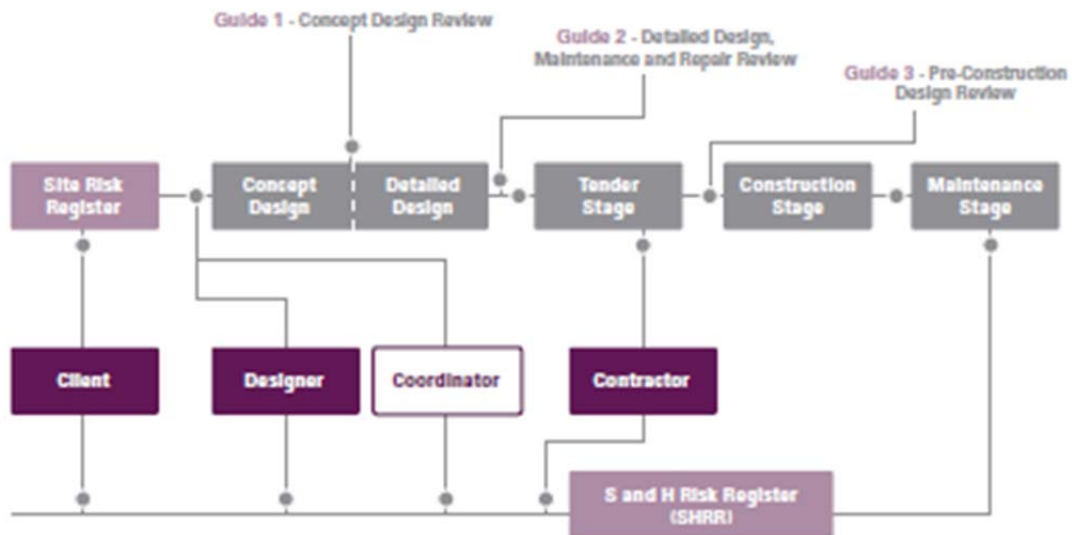 Guide 1 - Concept Design Review
Guide 2 - Detailed Design,
Maintenance and Repair Review
Guide 3 - Pre-Construction
Design Review
Site Risk
Register
Concept
Design
Detailed
Design
Tender
Stage
Construction
Stage
Maintenance
Stage
Client
Designer
Coordinator
Contractor
S and H Risk Register
(SHRR)